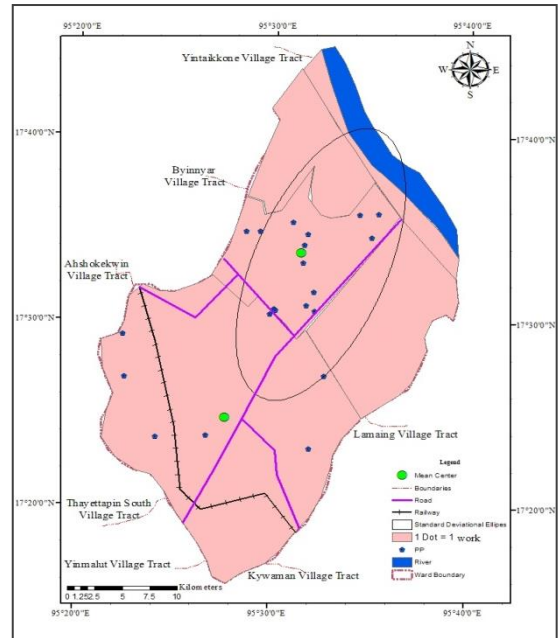 95°20'0"E
95°30'0"E
95°40'0"E
Yintaikkone Village Tract
N
W
E
S
17°40'0"N
17°40'0"N
Byinnyar
Village Tract
Ahshokekwin
Village Tract
17°30'0"N
17°30'0"N
Lamaing Village Tract
Legend
Mean Center
Boundaries
Road
Railway
Standard Deviational Ellipes
1 Dot = 1 work
PP
River
Ward Boundary
17°20'0"N
17°20'0"N
Thayettapin South
Village Tract
Yinmalut Village Tract
Kywaman Village Tract
Kilometers
0 1.25 2.5 5 7.5 10
95°20'0"E
95°30'0"E
95°40'0"E